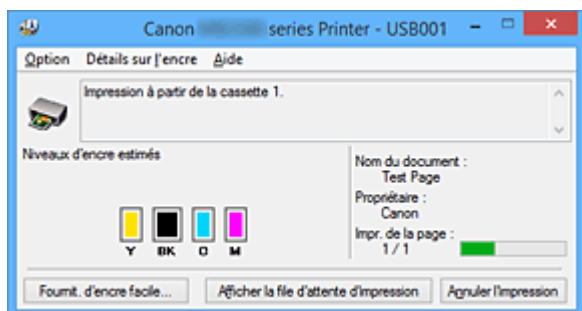 Canon series Printer - USB001
Option Détails sur l'encre Aide
Impression à partir de la cassette 1.
Niveaux d'encre estimés
Nom du document :
Test Page
Propriétaire :
Canon
Impr. de la page :
1 / 1
Y BK C M
Fournit. d'encre facile... Afficher la file d'attente d'impression Annuler l'impression